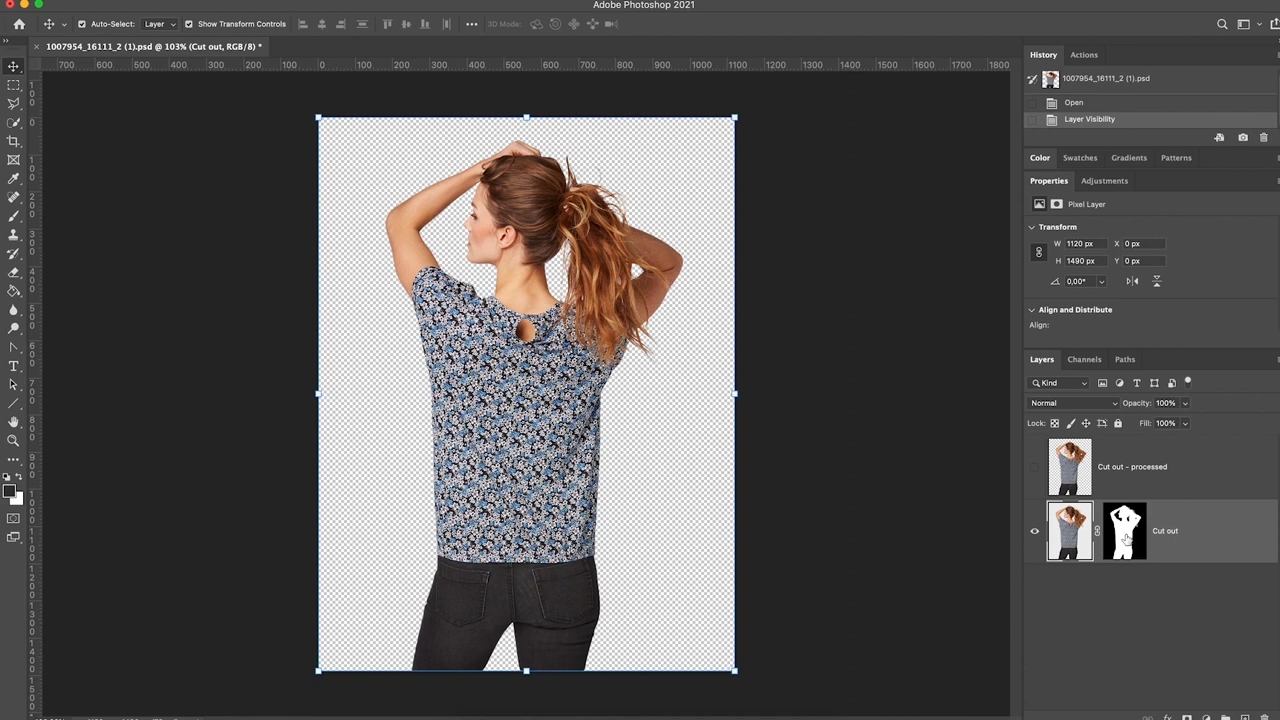 Adobe Photoshop 2021
Auto-Select: Layer Show Transform Controls 3D Mode:
1007954_16111_2 (1).psd @ 103% (Cut out, RGB/8) *
700 600 500 400 300 200 100 0 100 200 300 400 500 600 700 800 900 1000 1100 1200 1300 1400 1500 1600 1700 1800
History Actions
1007954_16111_2 (1).psd
Open
Layer Visibility
Color Swatches Gradients Patterns
Properties Adjustments
Pixel Layer
Transform
W 1120 px X 0 px
H 1490 px Y 0 px
0,00°
Align and Distribute
Align:
Layers Channels Paths
Kind
Normal Opacity: 100%
Lock: Fill: 100%
Cut out - processed
Cut out